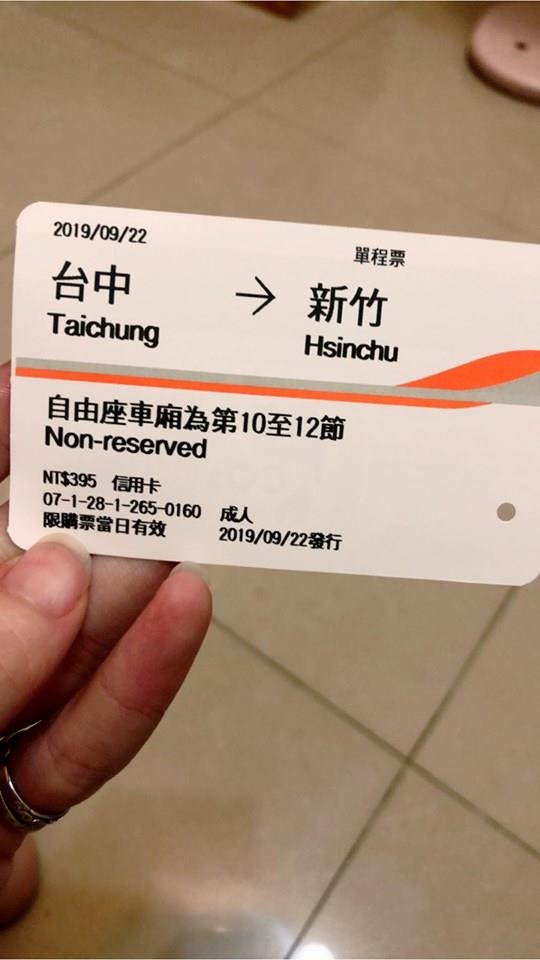 2019/09/22
單程票
台中 → 新竹
Taichung Hsinchu
自由座車廂為第10至12節
Non-reserved
NT$395 信用卡
07-1-28-1-265-0160 成人
限購票當日有效 2019/09/22發行